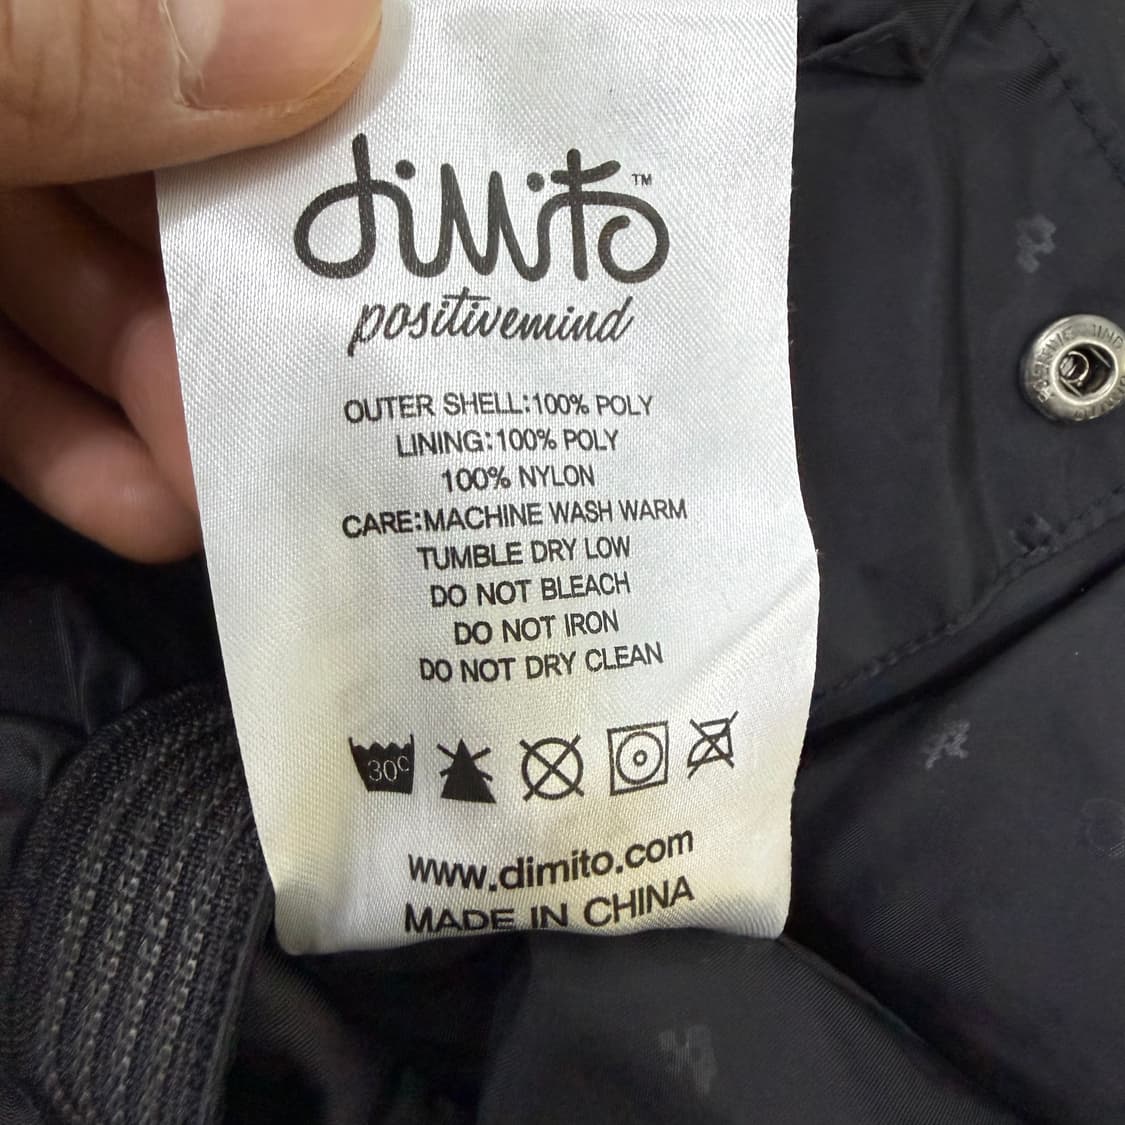 dimito™
positivemind
OUTER SHELL:100% POLY
LINING:100% POLY
100% NYLON
CARE:MACHINE WASH WARM
TUMBLE DRY LOW
DO NOT BLEACH
DO NOT IRON
DO NOT DRY CLEAN
30C
www.dimito.com
MADE IN CHINA